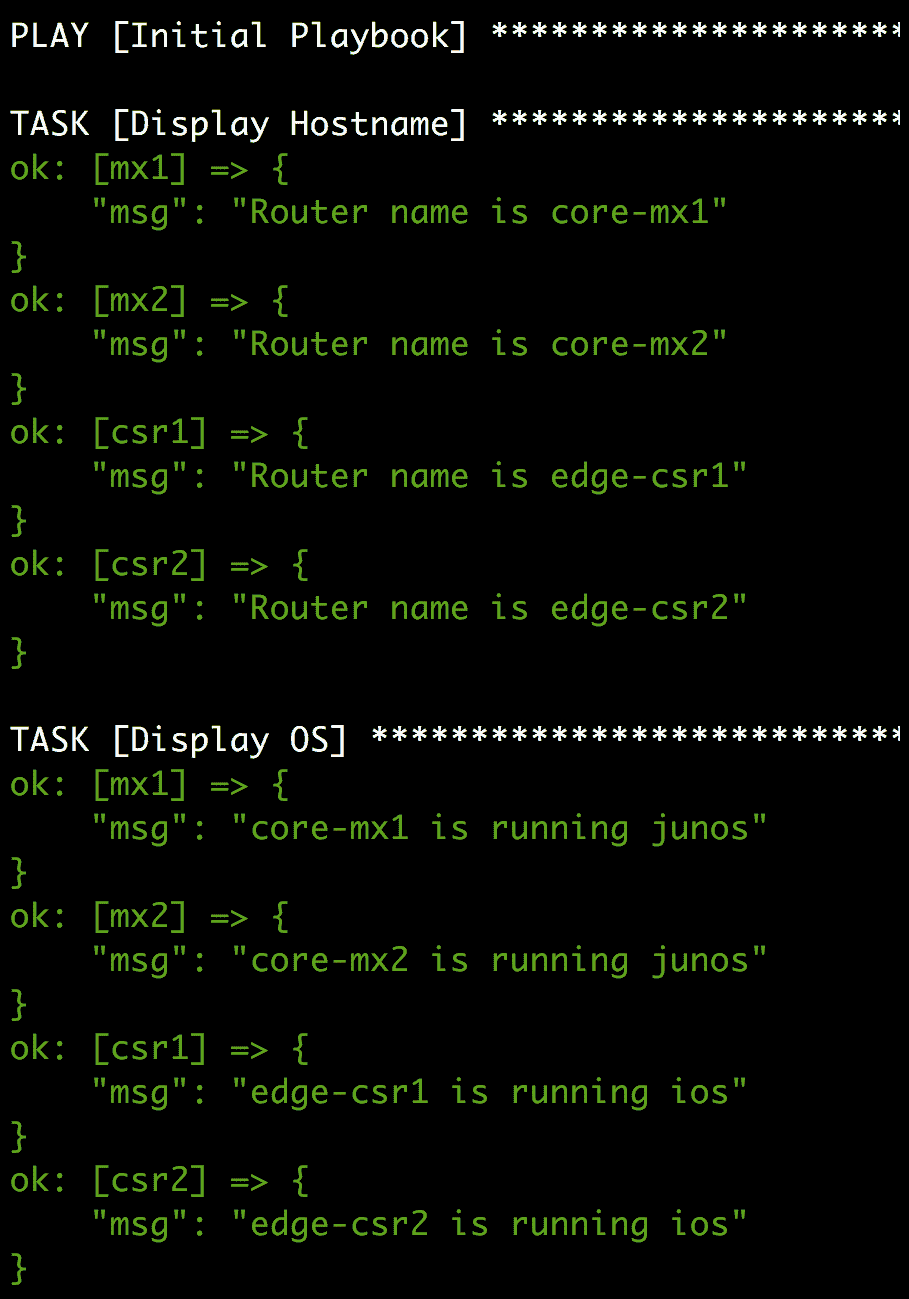 PLAY [Initial Playbook] *********************
TASK [Display Hostname] *********************
ok: [mx1] => {
    "msg": "Router name is core-mx1"
}
ok: [mx2] => {
    "msg": "Router name is core-mx2"
}
ok: [csr1] => {
    "msg": "Router name is edge-csr1"
}
ok: [csr2] => {
    "msg": "Router name is edge-csr2"
}
TASK [Display OS] ***************************
ok: [mx1] => {
    "msg": "core-mx1 is running junos"
}
ok: [mx2] => {
    "msg": "core-mx2 is running junos"
}
ok: [csr1] => {
    "msg": "edge-csr1 is running ios"
}
ok: [csr2] => {
    "msg": "edge-csr2 is running ios"
}